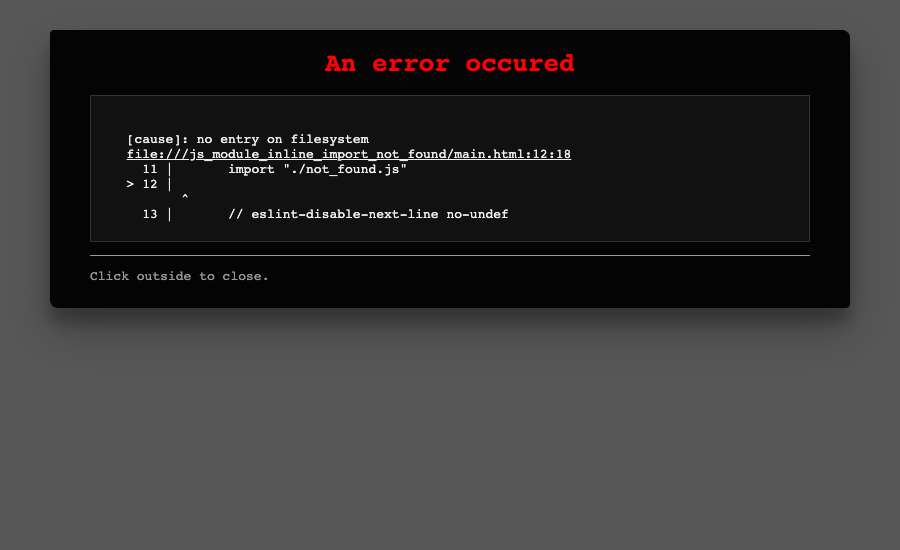 An error occured
[cause]: no entry on filesystem
file:///js_module_inline_import_not_found/main.html:12:18
  11 |       import "./not_found.js"
> 12 |
       ^
  13 |       // eslint-disable-next-line no-undef
Click outside to close.